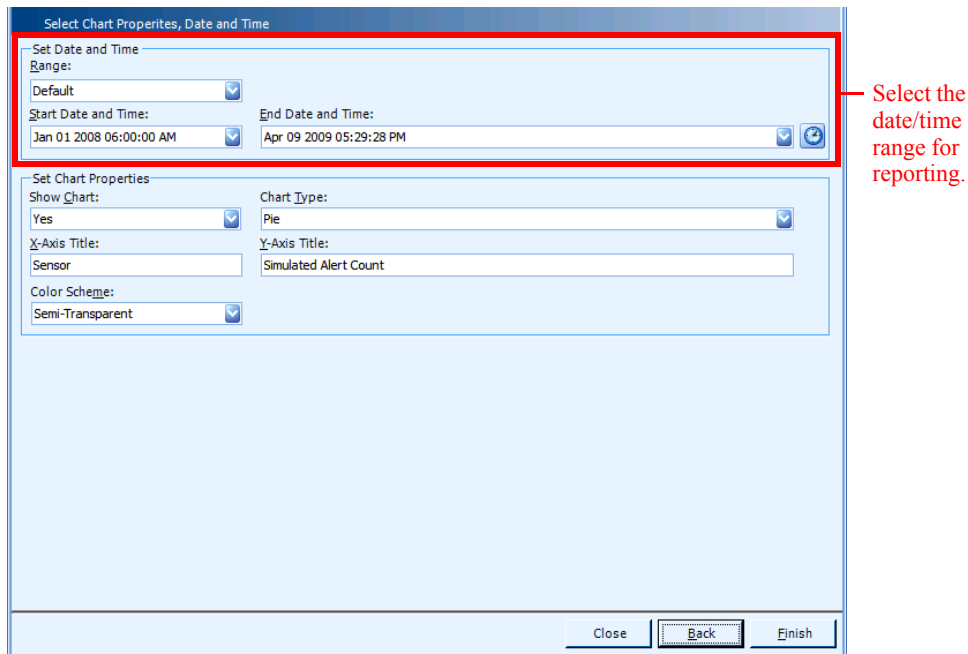 Select Chart Properites, Date and Time
Set Date and Time
Range:
Default
Start Date and Time:
End Date and Time:
Jan 01 2008 06:00:00 AM
Apr 09 2009 05:29:28 PM
Select the
date/time
range for
reporting.
Set Chart Properties
Show Chart:
Chart Type:
Yes
Pie
X-Axis Title:
Y-Axis Title:
Sensor
Simulated Alert Count
Color Scheme:
Semi-Transparent
Close
Back
Finish